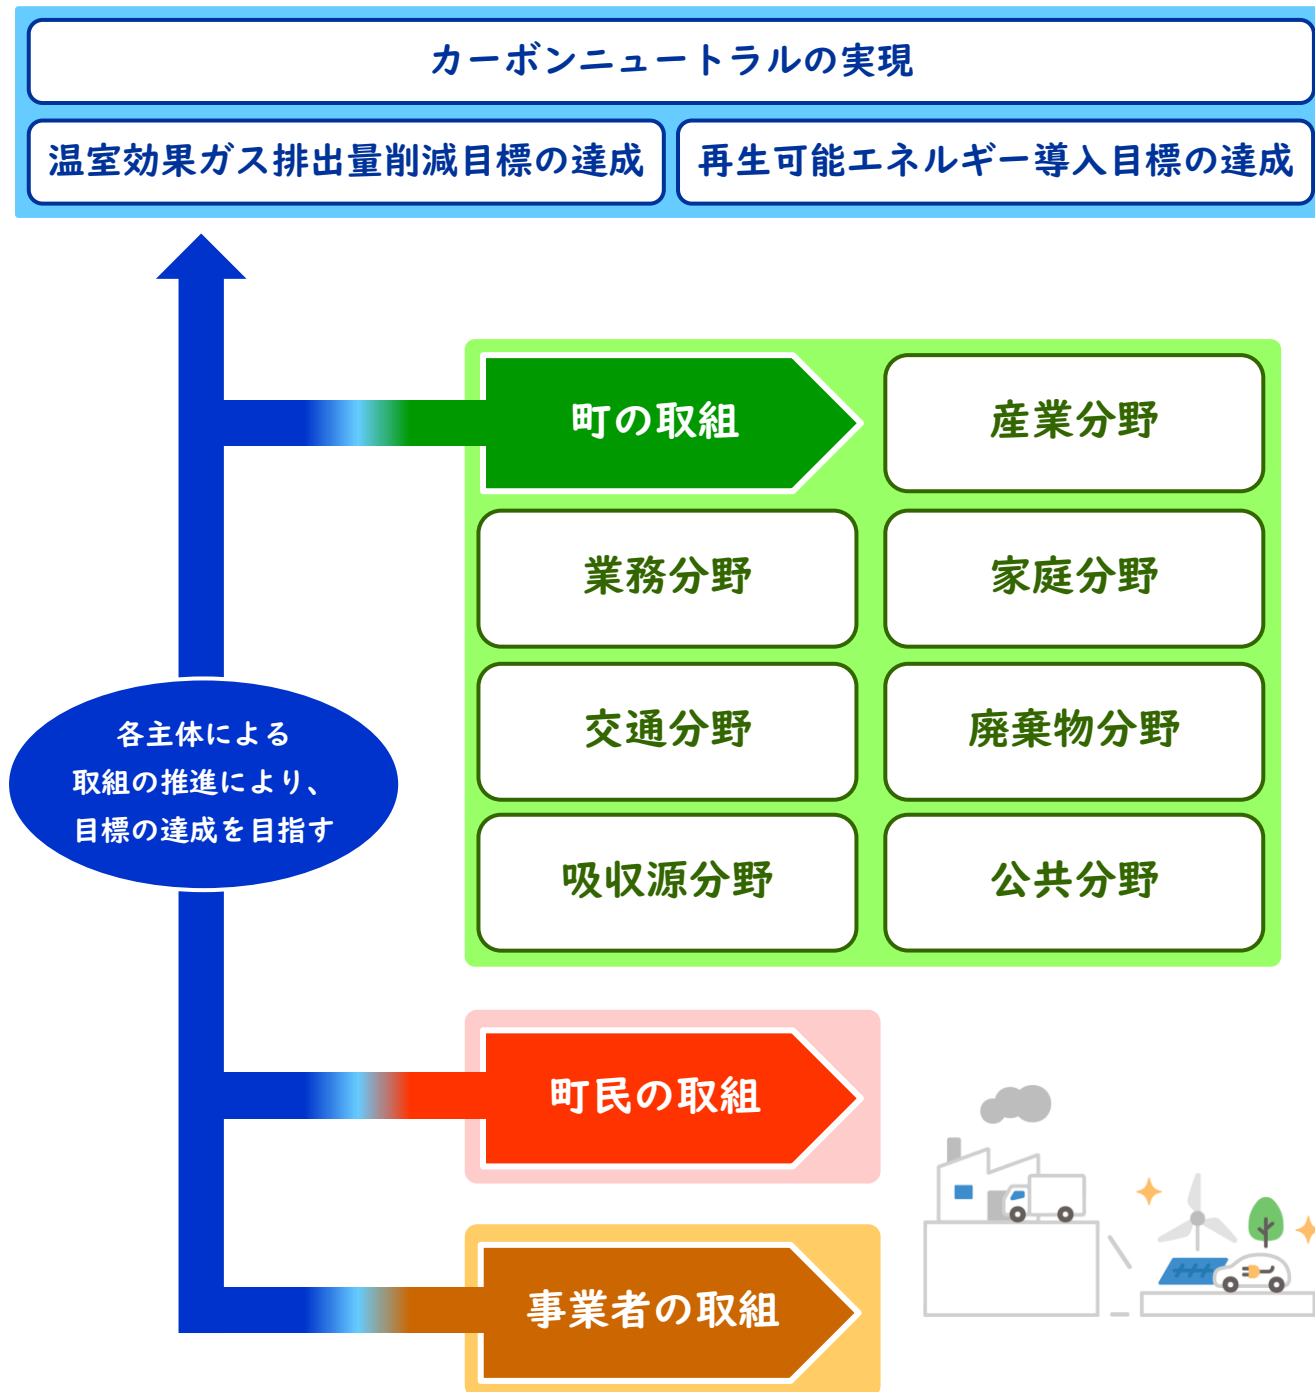 カーボンニュートラルの実現
温室効果ガス排出量削減目標の達成
再生可能エネルギー導入目標の達成
町の取組
産業分野
業務分野
家庭分野
交通分野
廃棄物分野
吸収源分野
公共分野
各主体による
取組の推進により、
目標の達成を目指す
町民の取組
事業者の取組